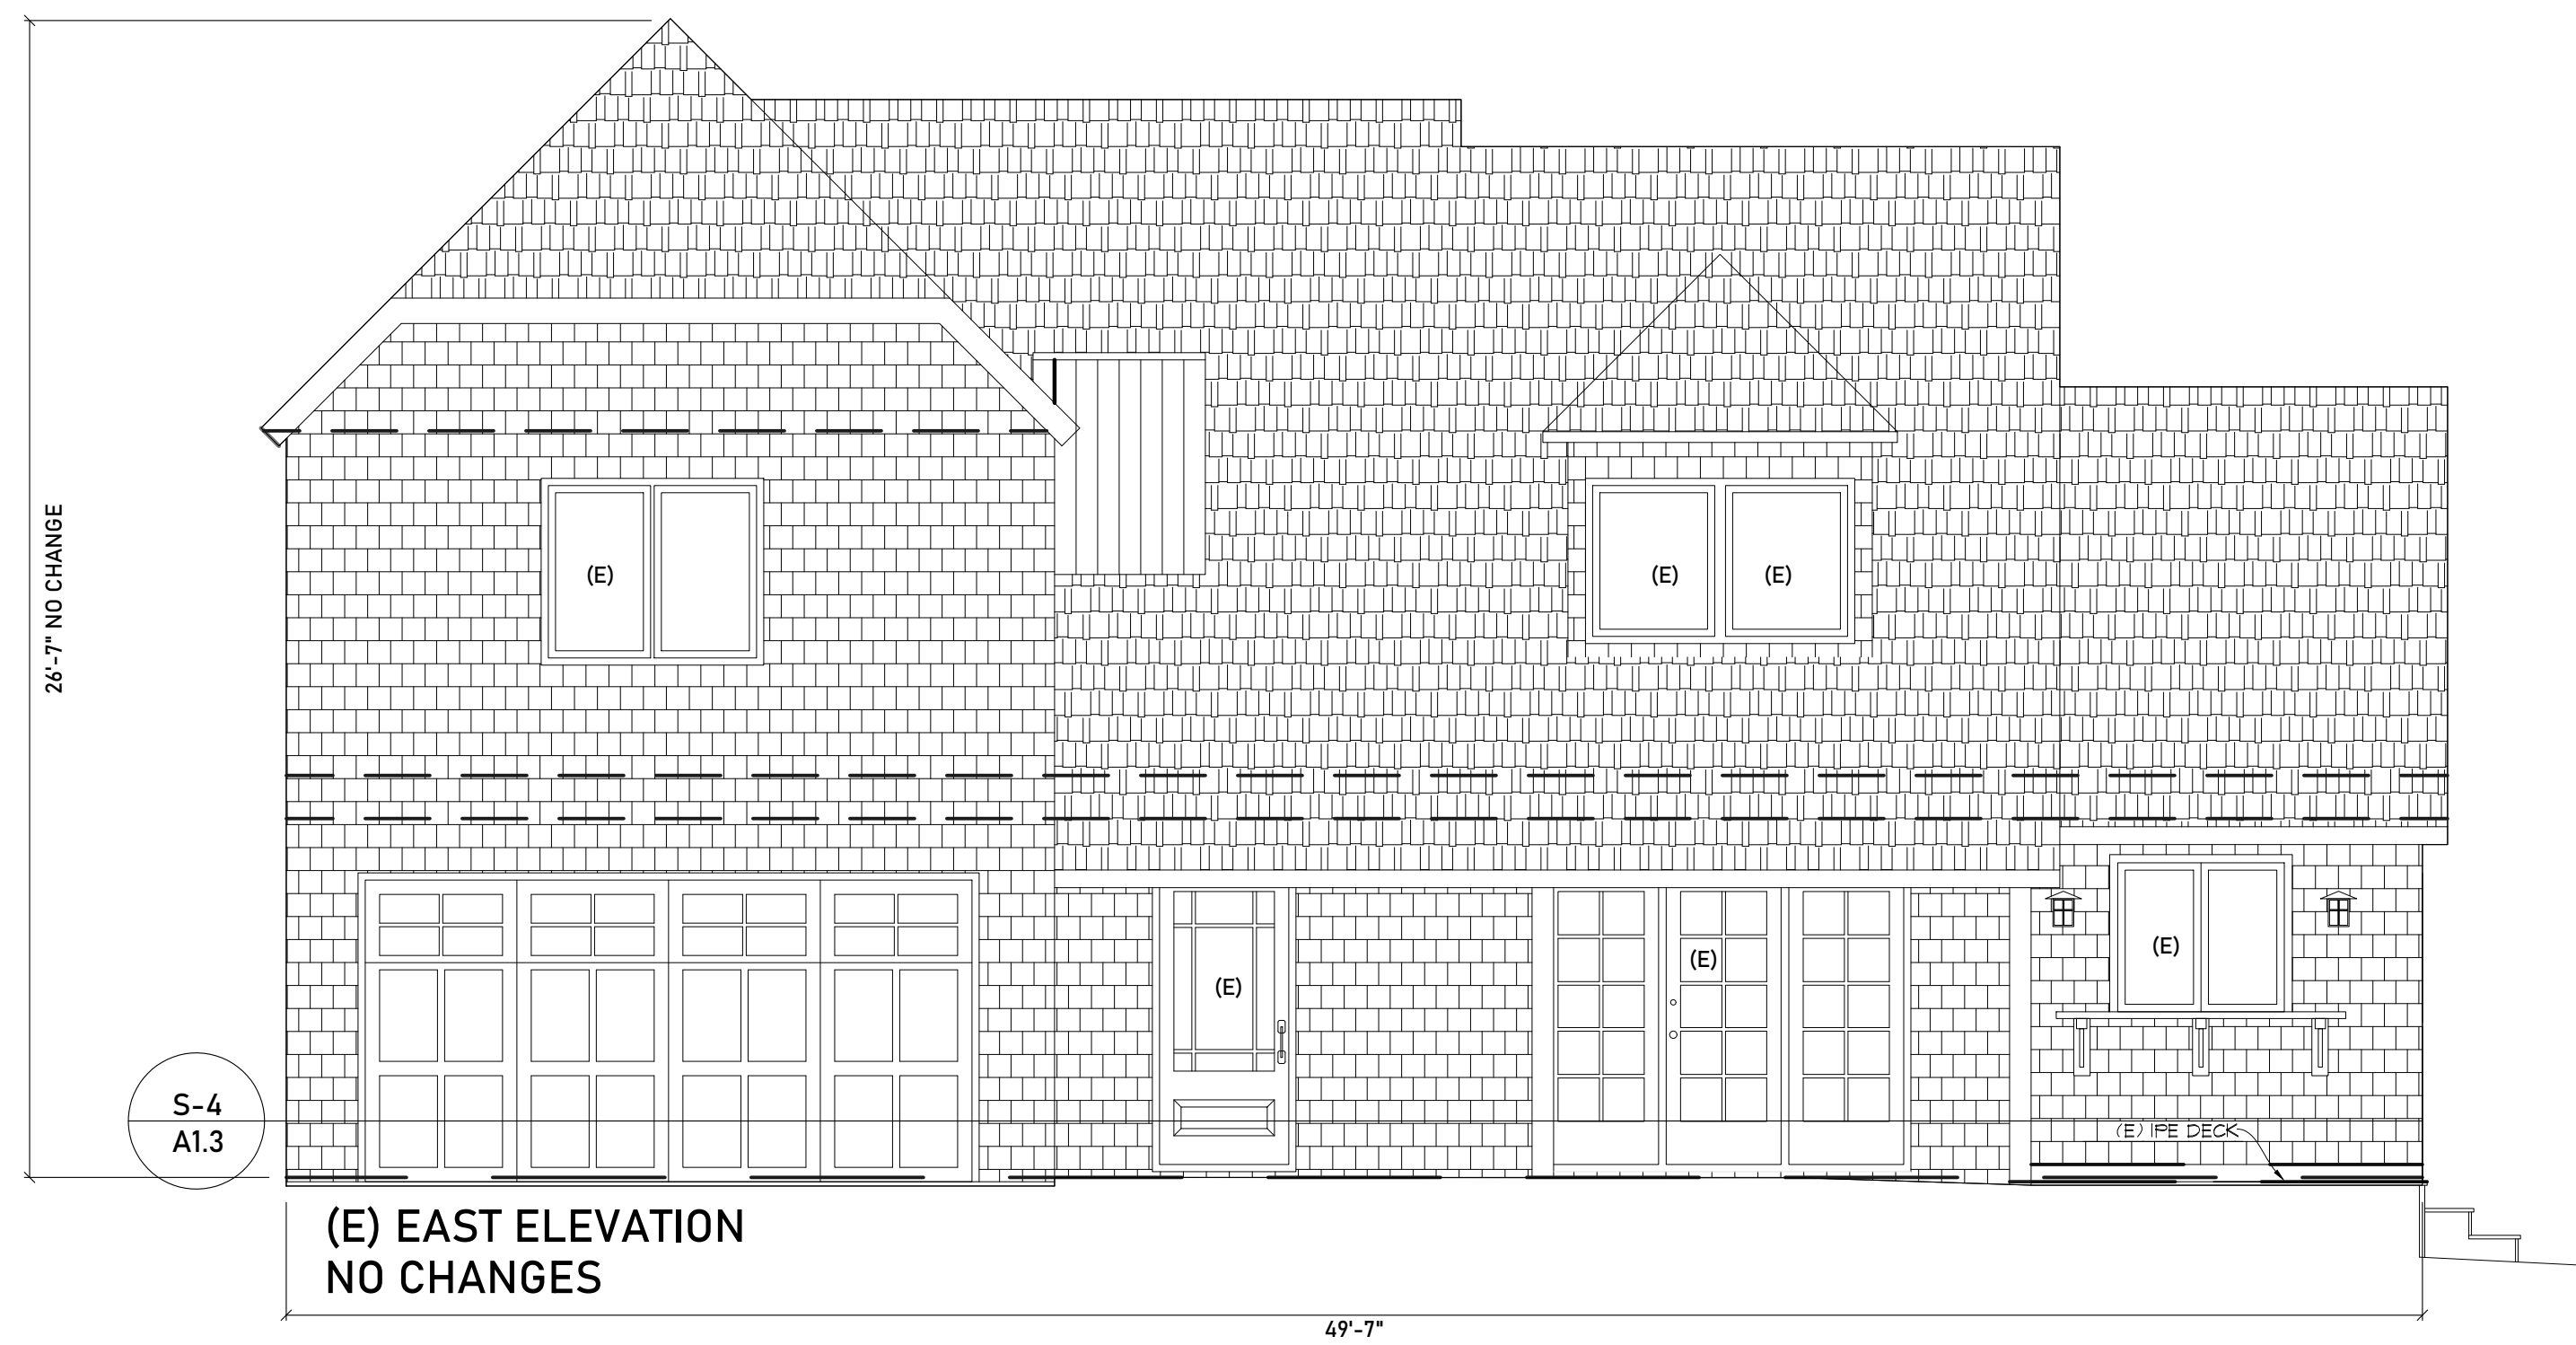 26'-7" NO CHANGE
(E)
(E) (E)
(E)
(E)
(E)
S-4
A1.3
(E) IPE DECK
(E) EAST ELEVATION
NO CHANGES
49'-7"